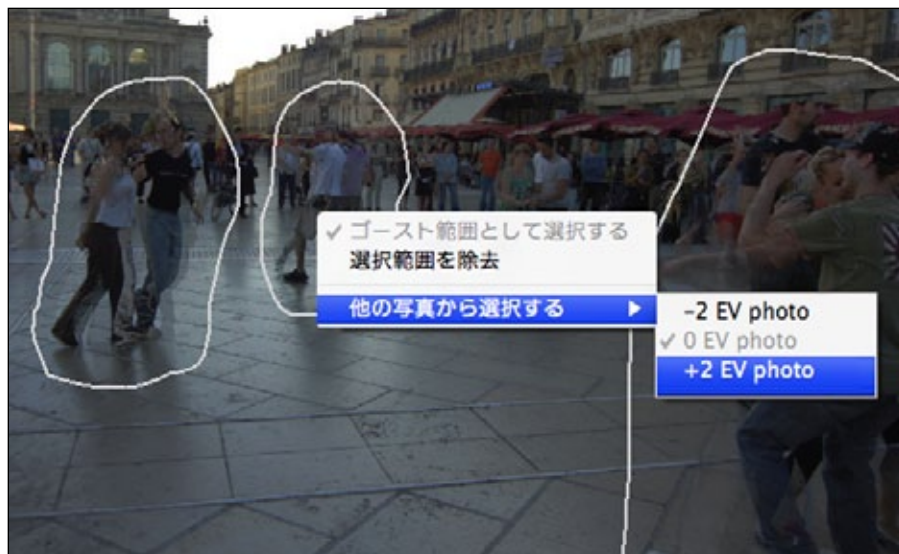 ✓ ゴースト範囲として選択する
選択範囲を除去
他の写真から選択する ▶
-2 EV photo
✓ 0 EV photo
+2 EV photo